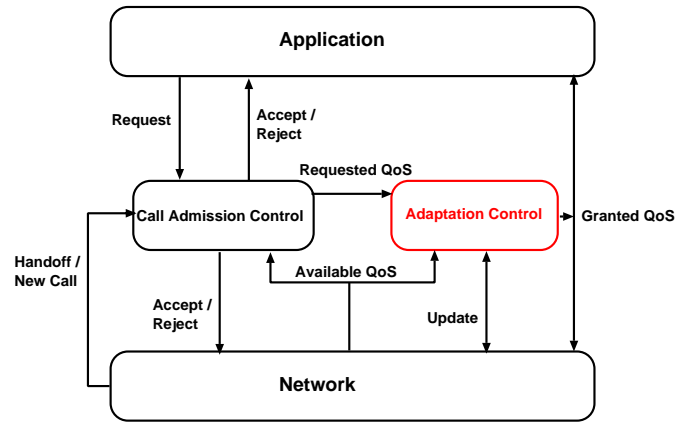 Application
Request
Accept /
Reject
Requested QoS
Call Admission Control
Adaptation Control
Granted QoS
Handoff /
New Call
Available QoS
Accept /
Reject
Update
Network